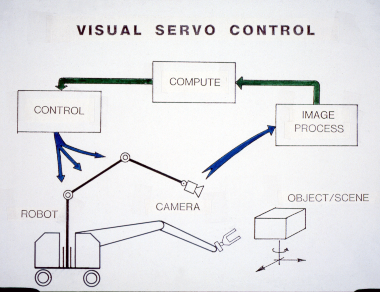 VISUAL SERVO CONTROL
COMPUTE
CONTROL
IMAGE
PROCESS
CAMERA
OBJECT/SCENE
ROBOT